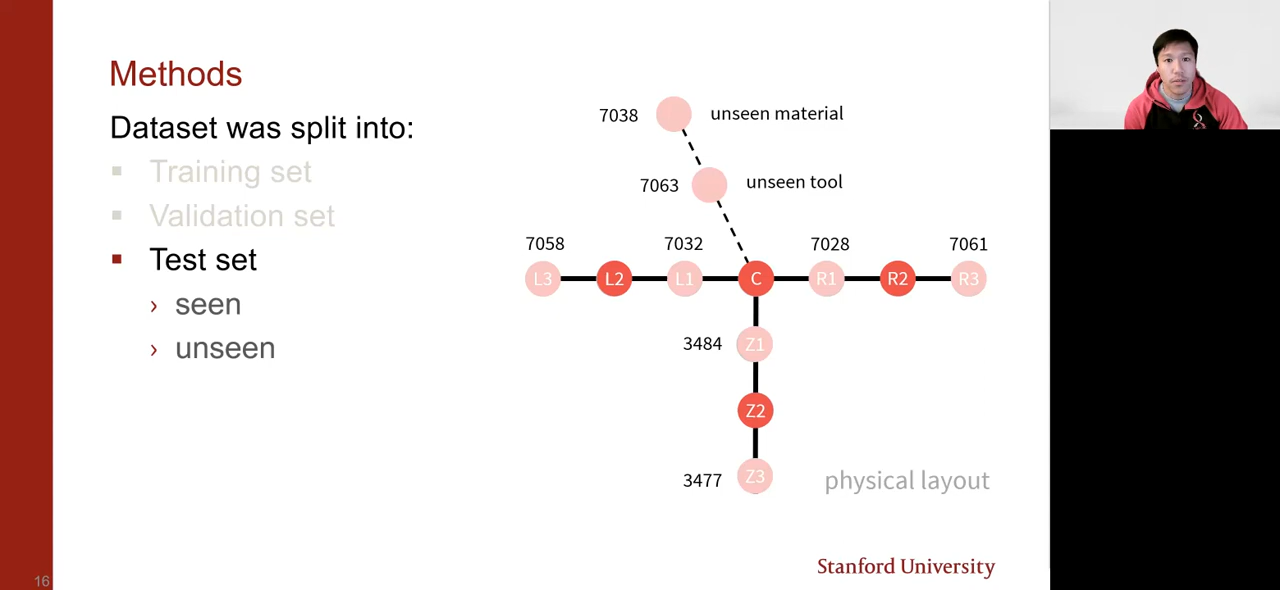 Methods
Dataset was split into:
Training set
Validation set
Test set
seen
unseen
7038 unseen material
7063 unseen tool
7058 7032 7028 7061
L3 L2 L1 C R1 R2 R3
3484 Z1
Z2
3477 Z3
physical layout
Stanford University
16